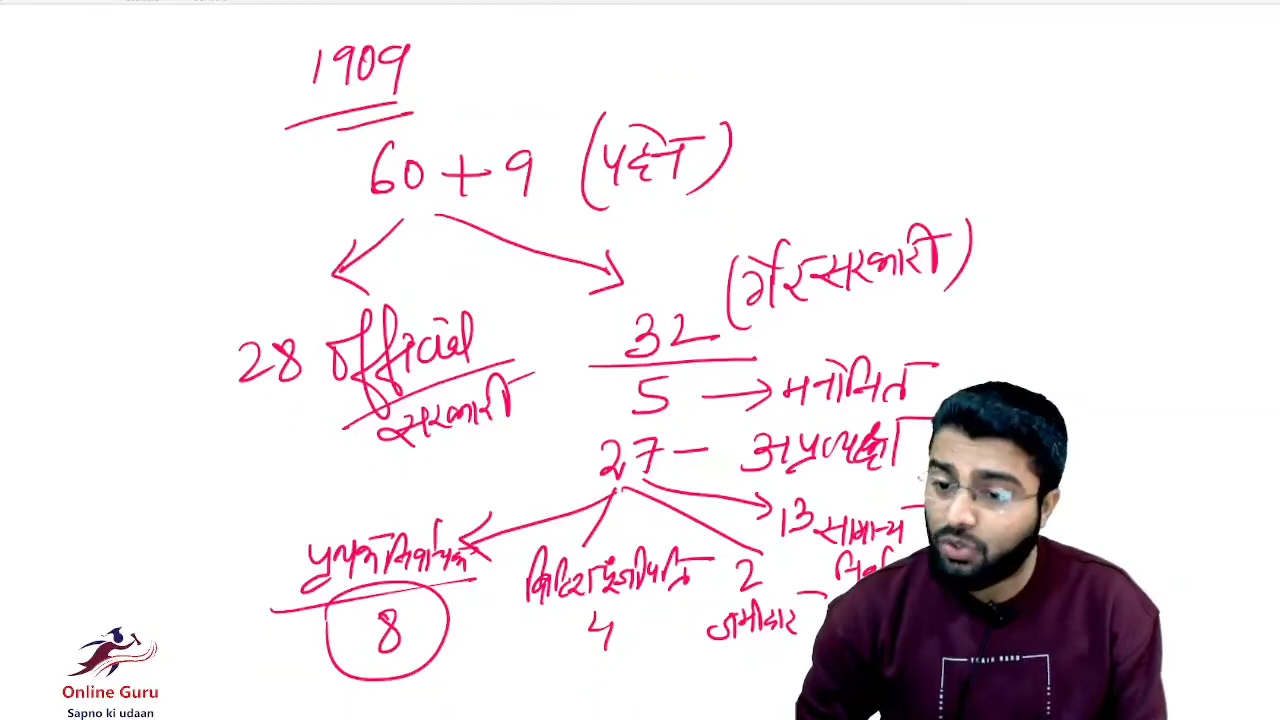 1909
60 + 9 (पदेन)
(गैरसरकारी)
28 official
32
सरकारी
5 → मनोनित
27 - अप्रत्यक्ष
13 सामान्य
पृथक निर्वाचक
8
ब्रिटिश पूंजीपति
4
2
जमीदार
Online Guru
Sapno ki udaan